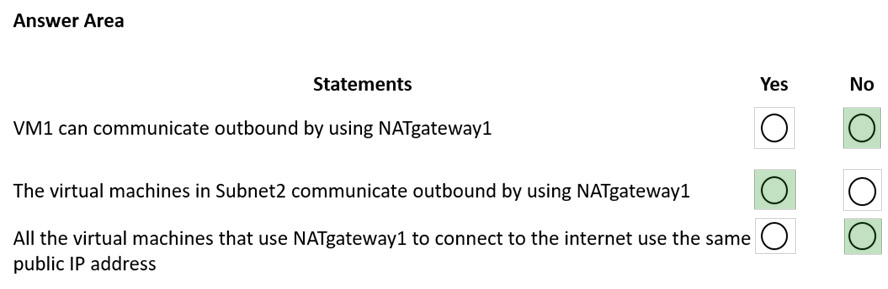 Answer Area
Statements Yes No
VM1 can communicate outbound by using NATgateway1
The virtual machines in Subnet2 communicate outbound by using NATgateway1
All the virtual machines that use NATgateway1 to connect to the internet use the same
public IP address